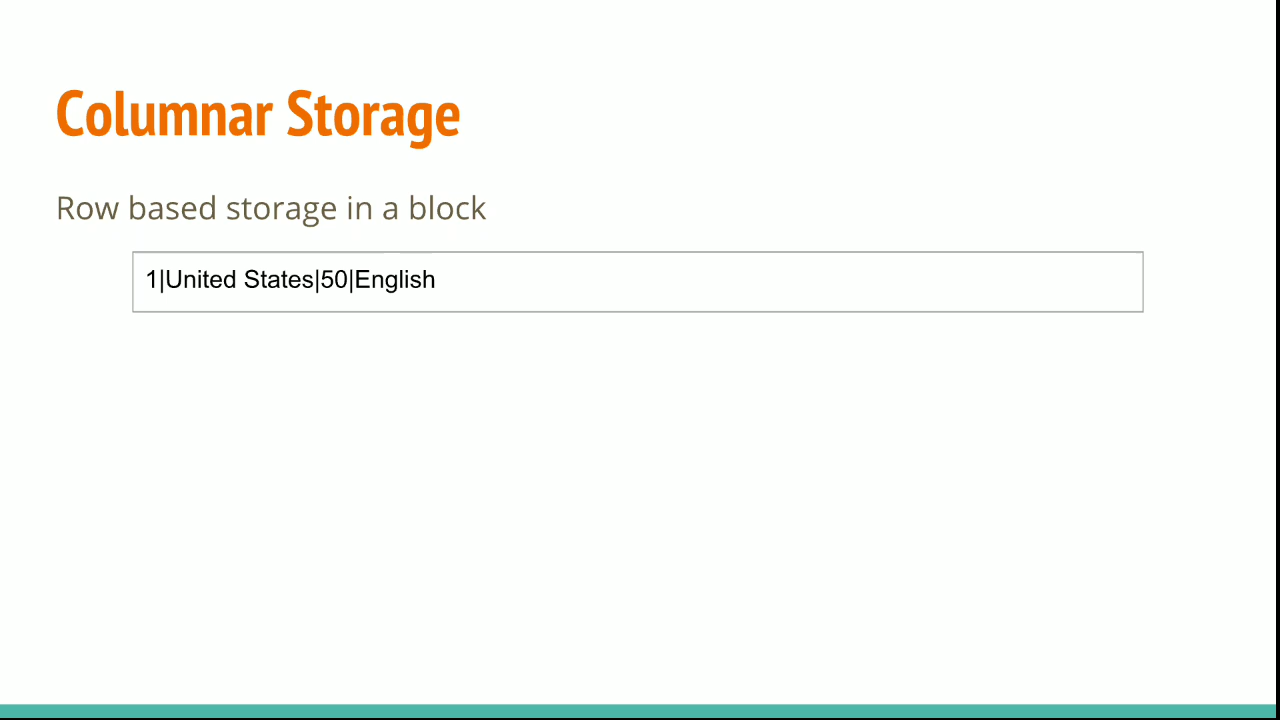 Columnar Storage
Row based storage in a block
1|United States|50|English